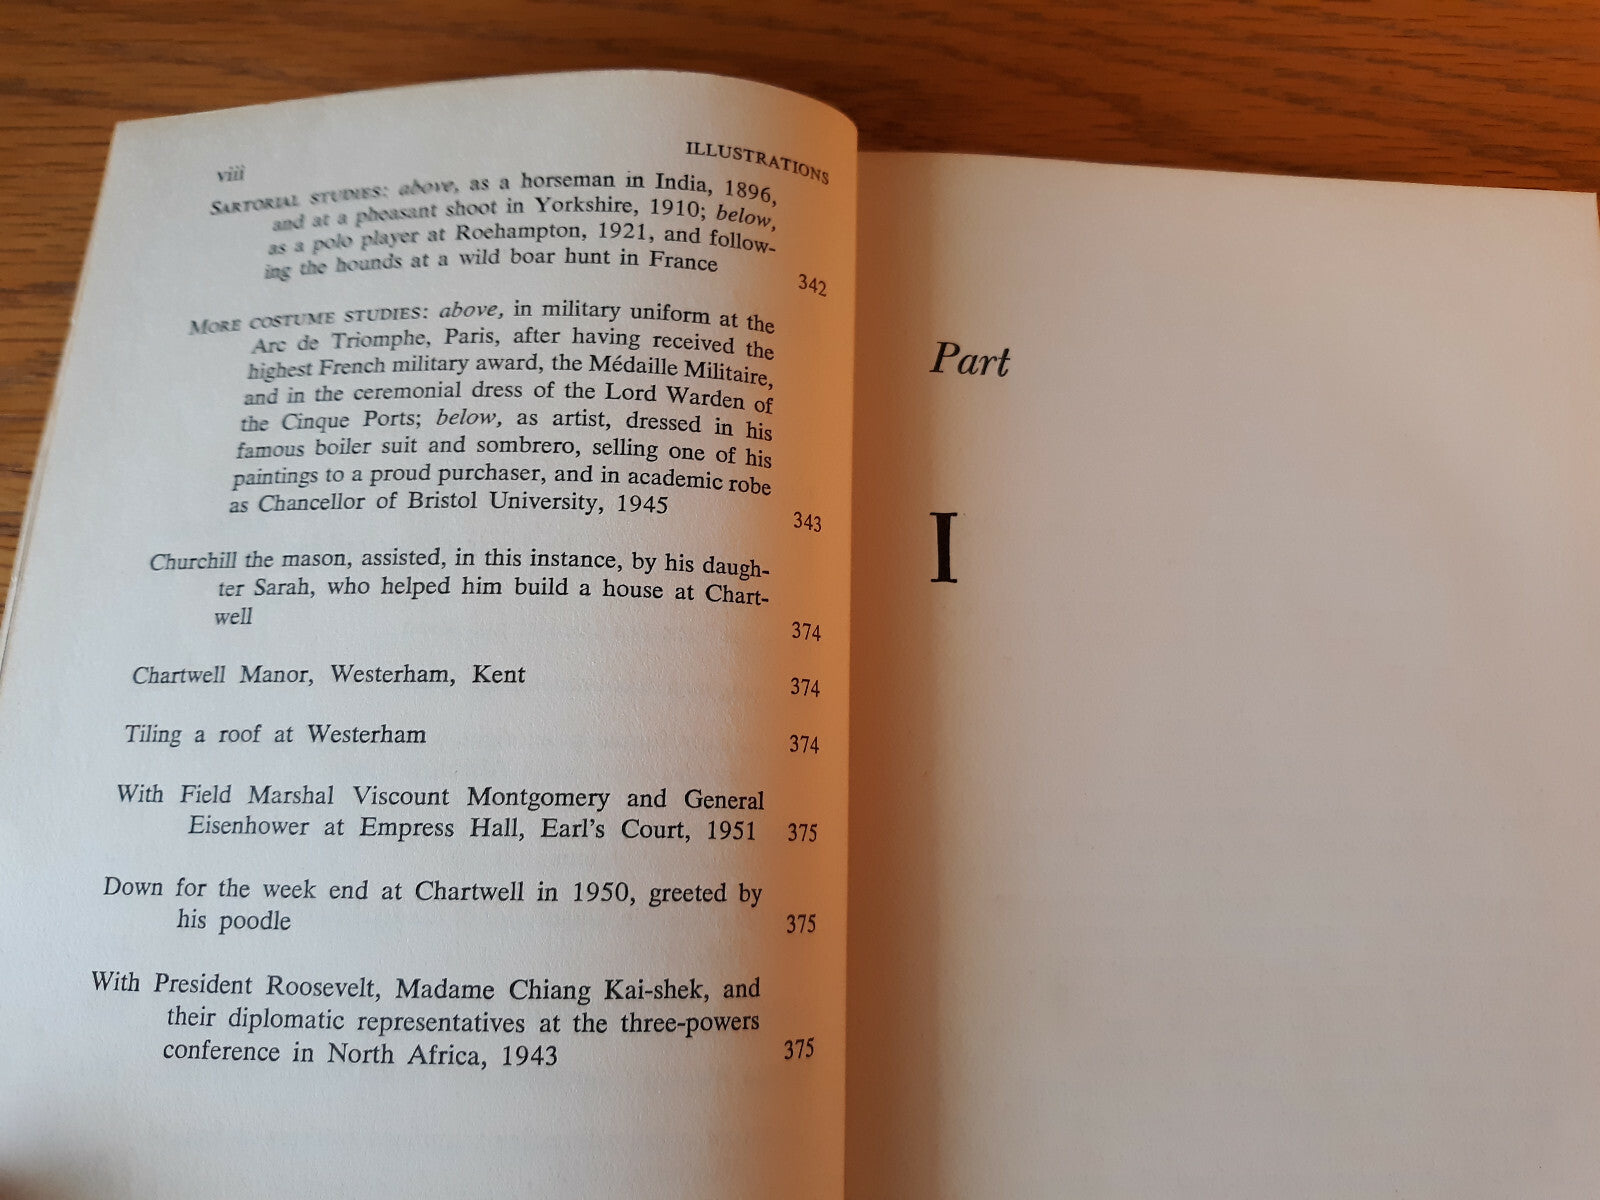 viii
ILLUSTRATIONS
SARTORIAL STUDIES: above, as a horseman in India, 1896,
and at a pheasant shoot in Yorkshire, 1910; below,
as a polo player at Roehampton, 1921, and follow-
ing the hounds at a wild boar hunt in France 342
MORE COSTUME STUDIES: above, in military uniform at the
Arc de Triomphe, Paris, after having received the
highest French military award, the Médaille Militaire,
and in the ceremonial dress of the Lord Warden of
the Cinque Ports; below, as artist, dressed in his
famous boiler suit and sombrero, selling one of his
paintings to a proud purchaser, and in academic robe
as Chancellor of Bristol University, 1945 343
Churchill the mason, assisted, in this instance, by his daugh-
ter Sarah, who helped him build a house at Chart-
well 374
Chartwell Manor, Westerham, Kent 374
Tiling a roof at Westerham 374
With Field Marshal Viscount Montgomery and General
Eisenhower at Empress Hall, Earl's Court, 1951 375
Down for the week end at Chartwell in 1950, greeted by
his poodle 375
With President Roosevelt, Madame Chiang Kai-shek, and
their diplomatic representatives at the three-powers
conference in North Africa, 1943 375
Part
I